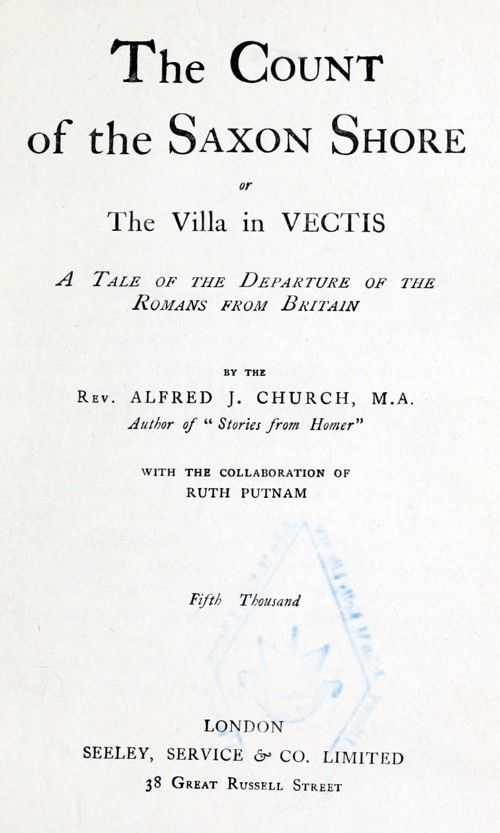 The Count
of the Saxon Shore
or
The Villa in VECTIS
A Tale of the Departure of the
Romans from Britain
BY THE
Rev. ALFRED J. CHURCH, M.A.
Author of "Stories from Homer"
WITH THE COLLABORATION OF
RUTH PUTNAM
Fifth Thousand
LONDON
SEELEY, SERVICE & CO. LIMITED
38 Great Russell Street